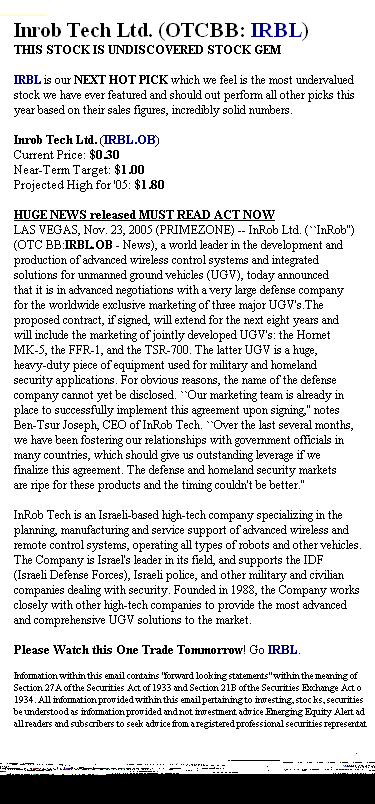 Inrob Tech Ltd. (OTCBB: IRBL)
THIS STOCK IS UNDISCOVERED STOCK GEM
IRBL is our NEXT HOT PICK which we feel is the most undervalued
stock we have ever featured and should out perform all other picks this
year based on their sales figures, incredibly solid numbers.
Inrob Tech Ltd. (IRBL.OB)
Current Price: $0.30
Near-Term Target: $1.00
Projected High for '05: $1.80
HUGE NEWS released MUST READ ACT NOW
LAS VEGAS, Nov. 23, 2005 (PRIMEZONE) -- InRob Ltd. (``InRob'')
(OTC BB:IRBL.OB - News), a world leader in the development and
production of advanced wireless control systems and integrated
solutions for unmanned ground vehicles (UGV), today announced
that it is in advanced negotiations with a very large defense company
for the worldwide exclusive marketing of three major UGV's.The
proposed contract, if signed, will extend for the next eight years and
will include the marketing of jointly developed UGV's: the Hornet
MK-5, the FFR-1, and the TSR-700. The latter UGV is a huge,
heavy-duty piece of equipment used for military and homeland
security applications. For obvious reasons, the name of the defense
company cannot yet be disclosed. ``Our marketing team is already in
place to successfully implement this agreement upon signing,'' notes
Ben-Tsur Joseph, CEO of InRob Tech. ``Over the last several months,
we have been fostering our relationships with government officials in
many countries, which should give us outstanding leverage if we
finalize this agreement. The defense and homeland security markets
are ripe for these products and the timing couldn't be better.''
InRob Tech is an Israeli-based high-tech company specializing in the
planning, manufacturing and service support of advanced wireless and
remote control systems, operating all types of robots and other vehicles.
The Company is Israel's leader in its field, and supports the IDF
(Israeli Defense Forces), Israeli police, and other military and civilian
companies dealing with security. Founded in 1988, the Company works
closely with other high-tech companies to provide the most advanced
and comprehensive UGV solutions to the market.
Please Watch this One Trade Tommorrow! Go IRBL.
Information within this email contains "forward looking statements" within the meaning of
Section 27A of the Securities Act of 1933 and Section 21B of the Securities Exchange Act o
1934. All information provided within this email pertaining to investing, stocks, securities
be understood as information provided and not investment advice.Emerging Equity Alert ad
all readers and subscribers to seek advice from a registered professional securities representat